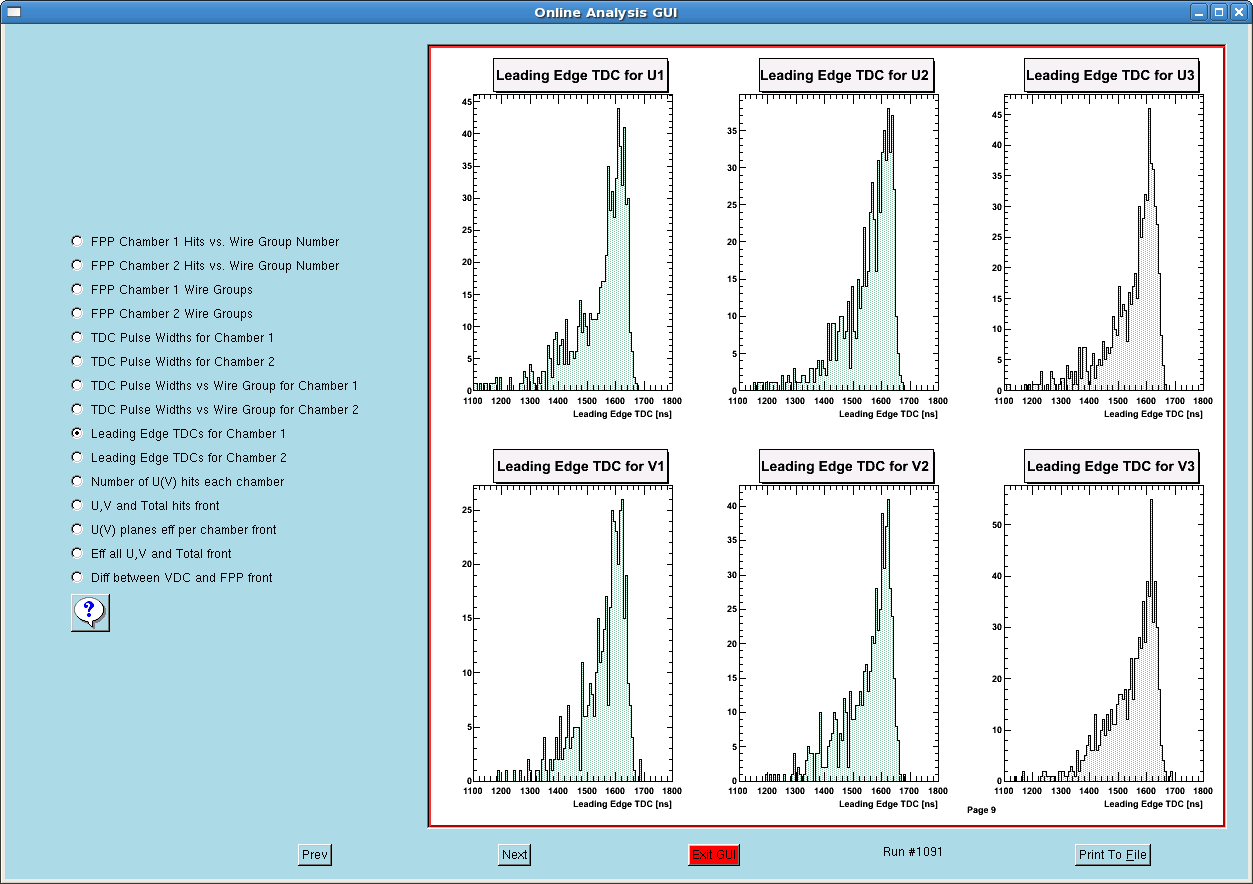 Online Analysis GUI
FPP Chamber 1 Hits vs. Wire Group Number
FPP Chamber 2 Hits vs. Wire Group Number
FPP Chamber 1 Wire Groups
FPP Chamber 2 Wire Groups
TDC Pulse Widths for Chamber 1
TDC Pulse Widths for Chamber 2
TDC Pulse Widths vs Wire Group for Chamber 1
TDC Pulse Widths vs Wire Group for Chamber 2
Leading Edge TDCs for Chamber 1
Leading Edge TDCs for Chamber 2
Number of U(V) hits each chamber
U,V and Total hits front
U(V) planes eff per chamber front
Eff all U,V and Total front
Diff between VDC and FPP front
?
Leading Edge TDC for U1
45
40
35
30
25
20
15
10
5
0
1100 1200 1300 1400 1500 1600 1700 1800
Leading Edge TDC [ns]
Leading Edge TDC for U2
35
30
25
20
15
10
5
0
1100 1200 1300 1400 1500 1600 1700 1800
Leading Edge TDC [ns]
Leading Edge TDC for U3
45
40
35
30
25
20
15
10
5
0
1100 1200 1300 1400 1500 1600 1700 1800
Leading Edge TDC [ns]
Leading Edge TDC for V1
25
20
15
10
5
0
1100 1200 1300 1400 1500 1600 1700 1800
Leading Edge TDC [ns]
Leading Edge TDC for V2
40
35
30
25
20
15
10
5
0
1100 1200 1300 1400 1500 1600 1700 1800
Leading Edge TDC [ns]
Leading Edge TDC for V3
50
40
30
20
10
0
1100 1200 1300 1400 1500 1600 1700 1800
Leading Edge TDC [ns]
Page 9
Prev
Next
Exit GUI
Run #1091
Print To File